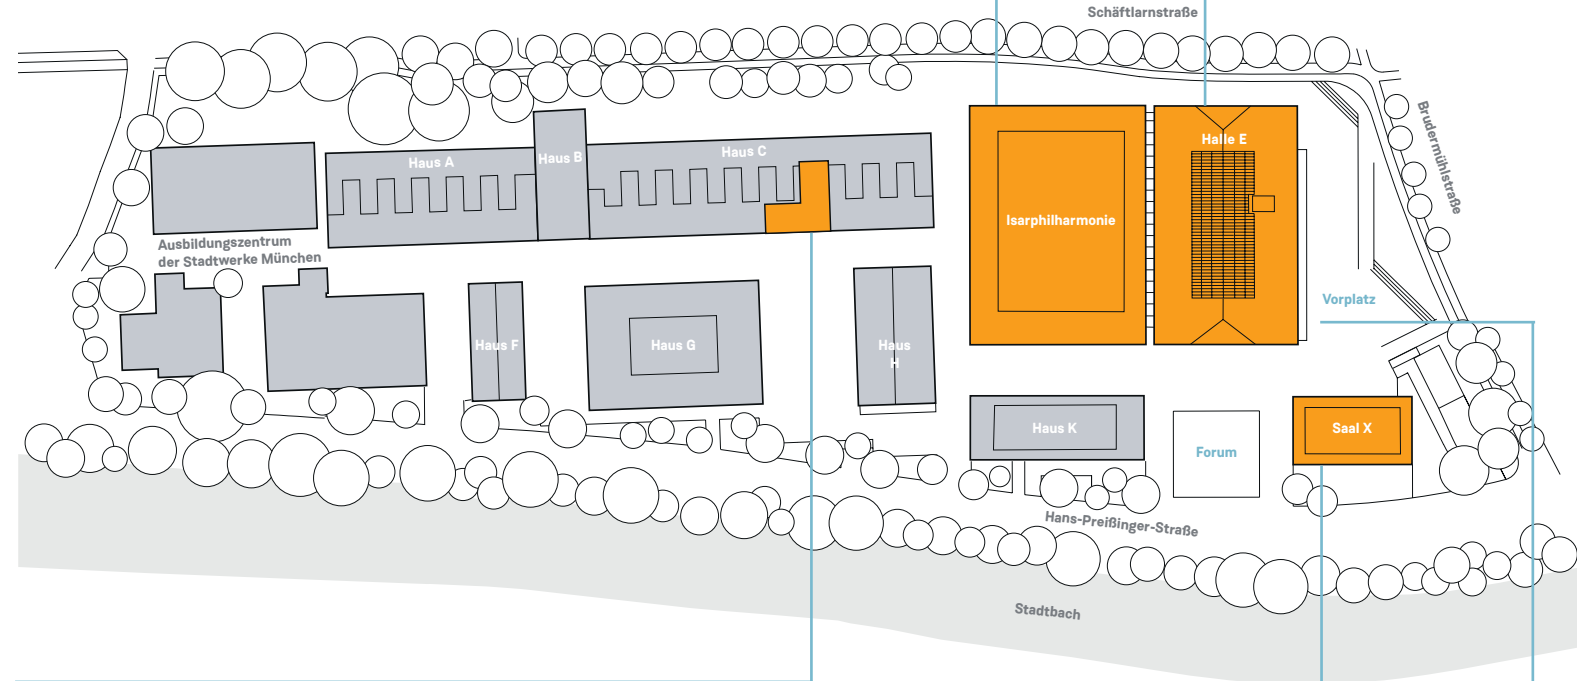 Schäftlarnstraße
Brudermühlstraße
Haus A
Haus B
Haus C
Halle E
Isarphilharmonie
Ausbildungszentrum
der Stadtwerke München
Vorplatz
Haus F
Haus G
Haus
H
Haus K
Forum
Saal X
Hans-Preißinger-Straße
Stadtbach